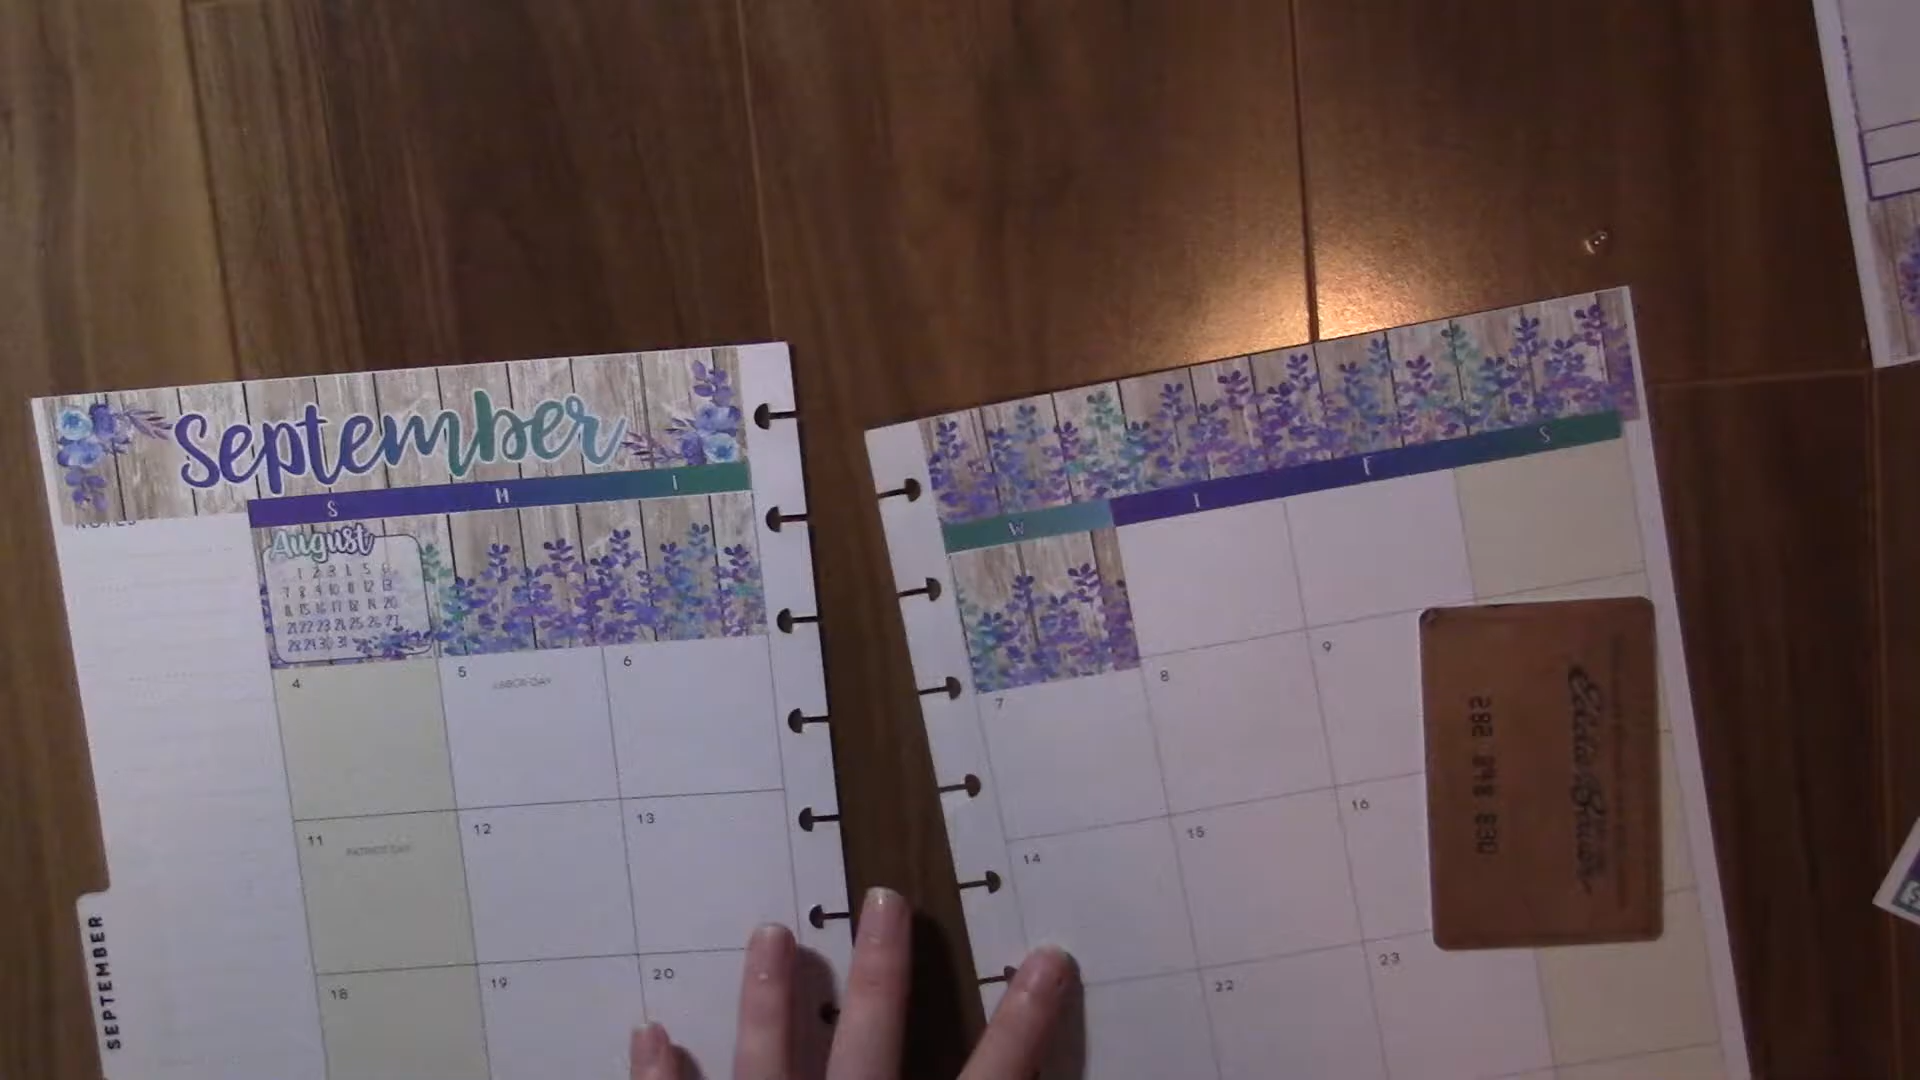 September
NOTES
S M T
August
1 2 3 4 5 6
7 8 9 10 11 12 13
14 15 16 17 18 19 20
21 22 23 24 25 26 27
28 29 30 31
4 5 LABOR DAY 6
11 PATRIOT DAY 12 13
18 19 20
SEPTEMBER
W T F S
7 8 9
14 15 16
22 23